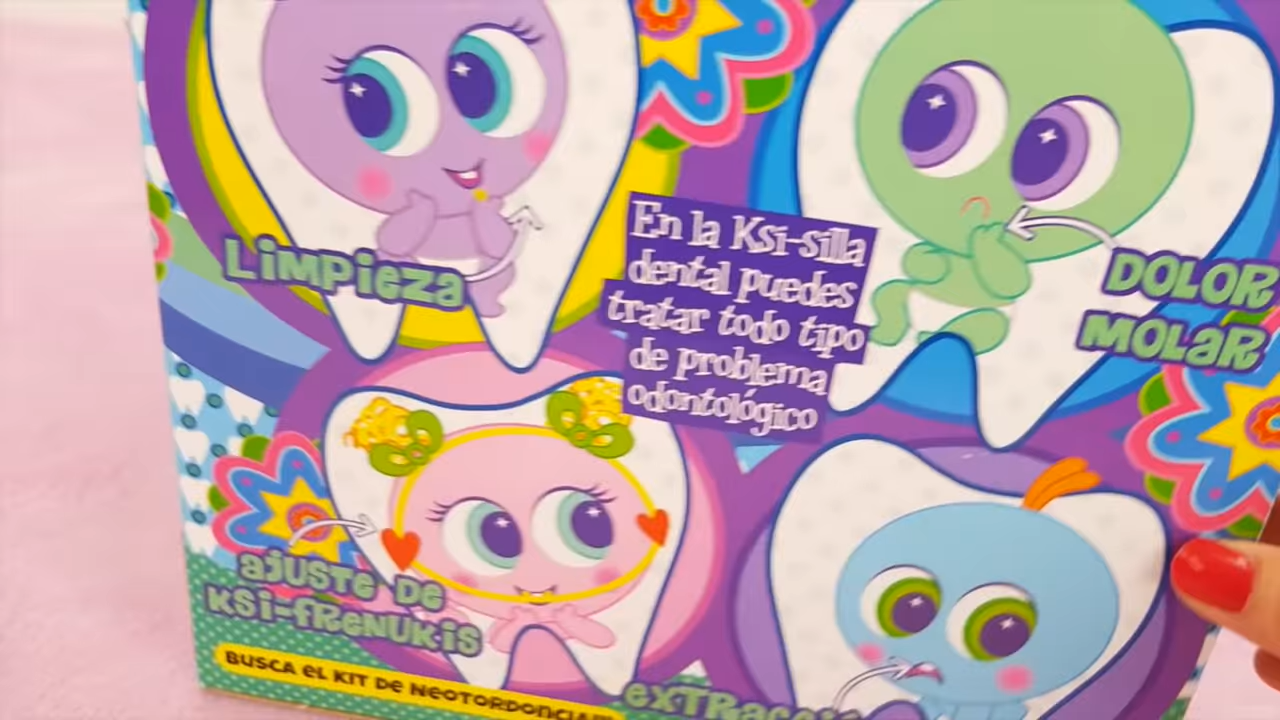 Limpieza
En la Ksi-silla
dental puedes
tratar todo tipo
de problema
odontológico
DOLOR
MOLAR
AJUSTE DE
KSI-FRENUKIS
BUSCA EL KIT DE NEOTORDONCIA!!!